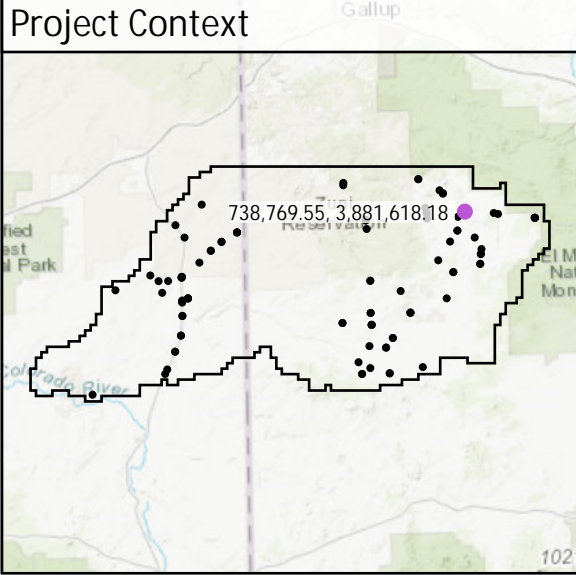 Project Context
Gallup
Zuni
738,769.55, 3,881,618.18
Reservation
fied
est
al Park
El M
Nat
Mon
Colorado River
102